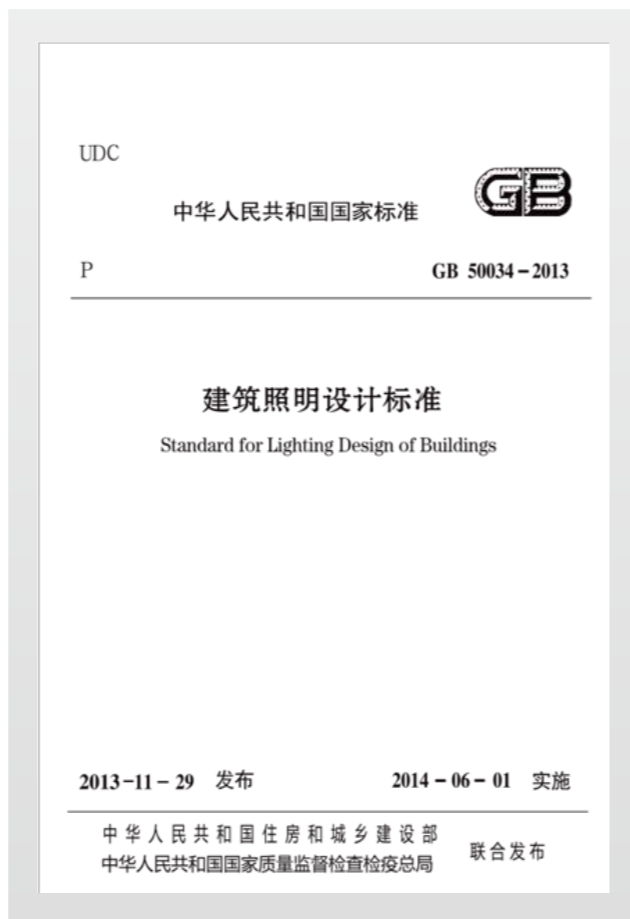 UDC
GB
中华人民共和国国家标准
P
GB 50034-2013
建筑照明设计标准
Standard for Lighting Design of Buildings
2013-11-29 发布
2014-06-01 实施
中华人民共和国住房和城乡建设部
中华人民共和国国家质量监督检查检疫总局
联合发布